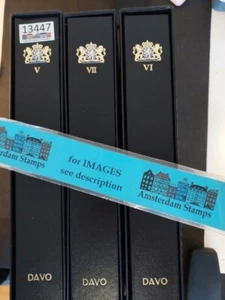 13447
V
VII
VI
for IMAGES
see description
Amsterdam Stamps
Amsterdam Stamps
DAVO
DAVO
DAVO